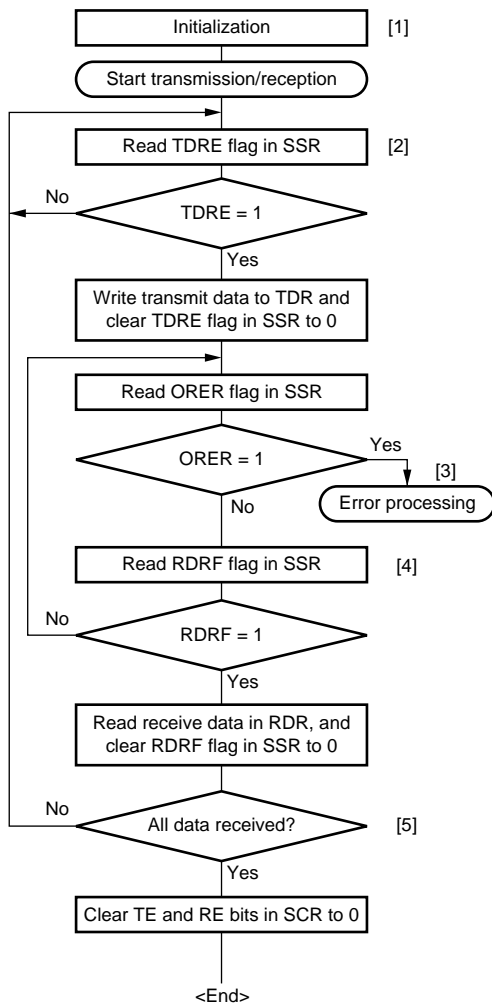 Initialization
[1]
Start transmission/reception
Read TDRE flag in SSR
[2]
No
TDRE = 1
Yes
Write transmit data to TDR and
clear TDRE flag in SSR to 0
Read ORER flag in SSR
ORER = 1
Yes
[3]
Error processing
No
Read RDRF flag in SSR
[4]
No
RDRF = 1
Yes
Read receive data in RDR, and
clear RDRF flag in SSR to 0
No
All data received?
[5]
Yes
Clear TE and RE bits in SCR to 0
<End>